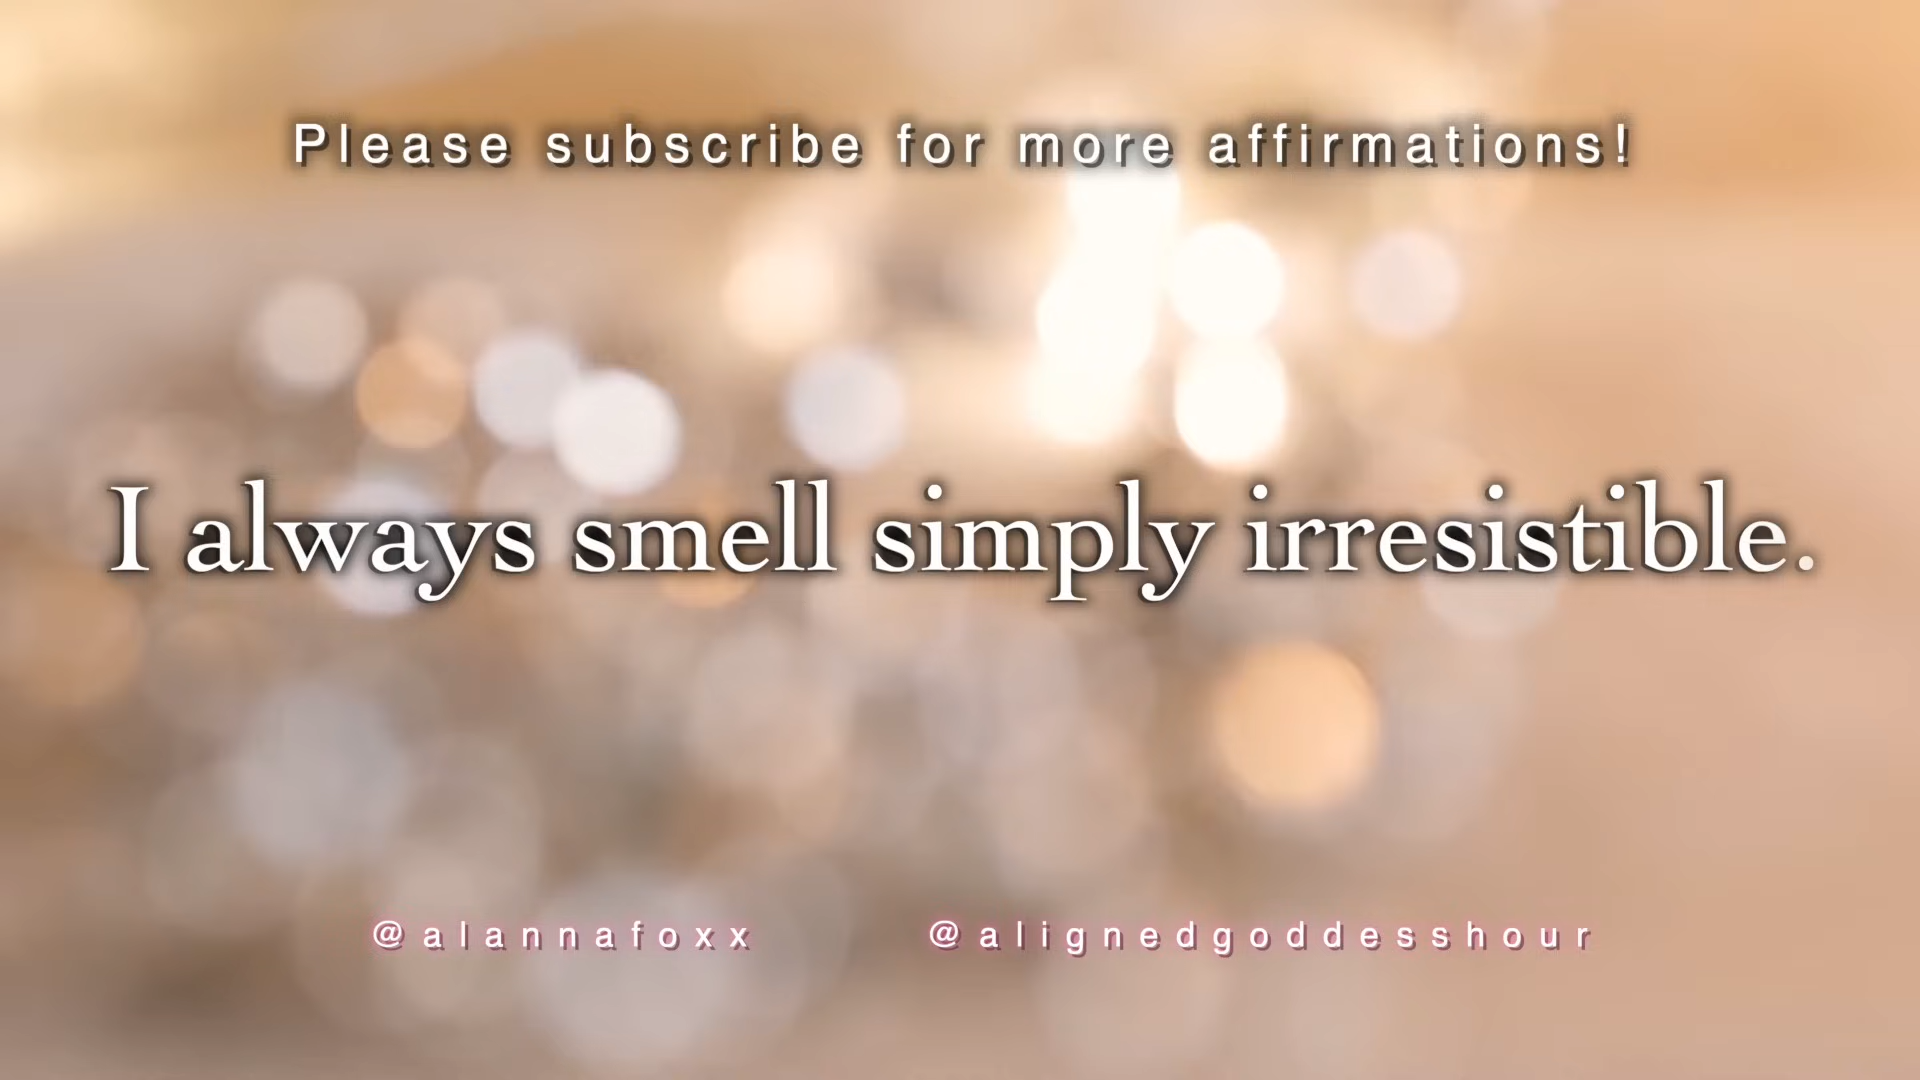 Please subscribe for more affirmations!
I always smell simply irresistible.
@alannafoxx @alignedgoddesshour